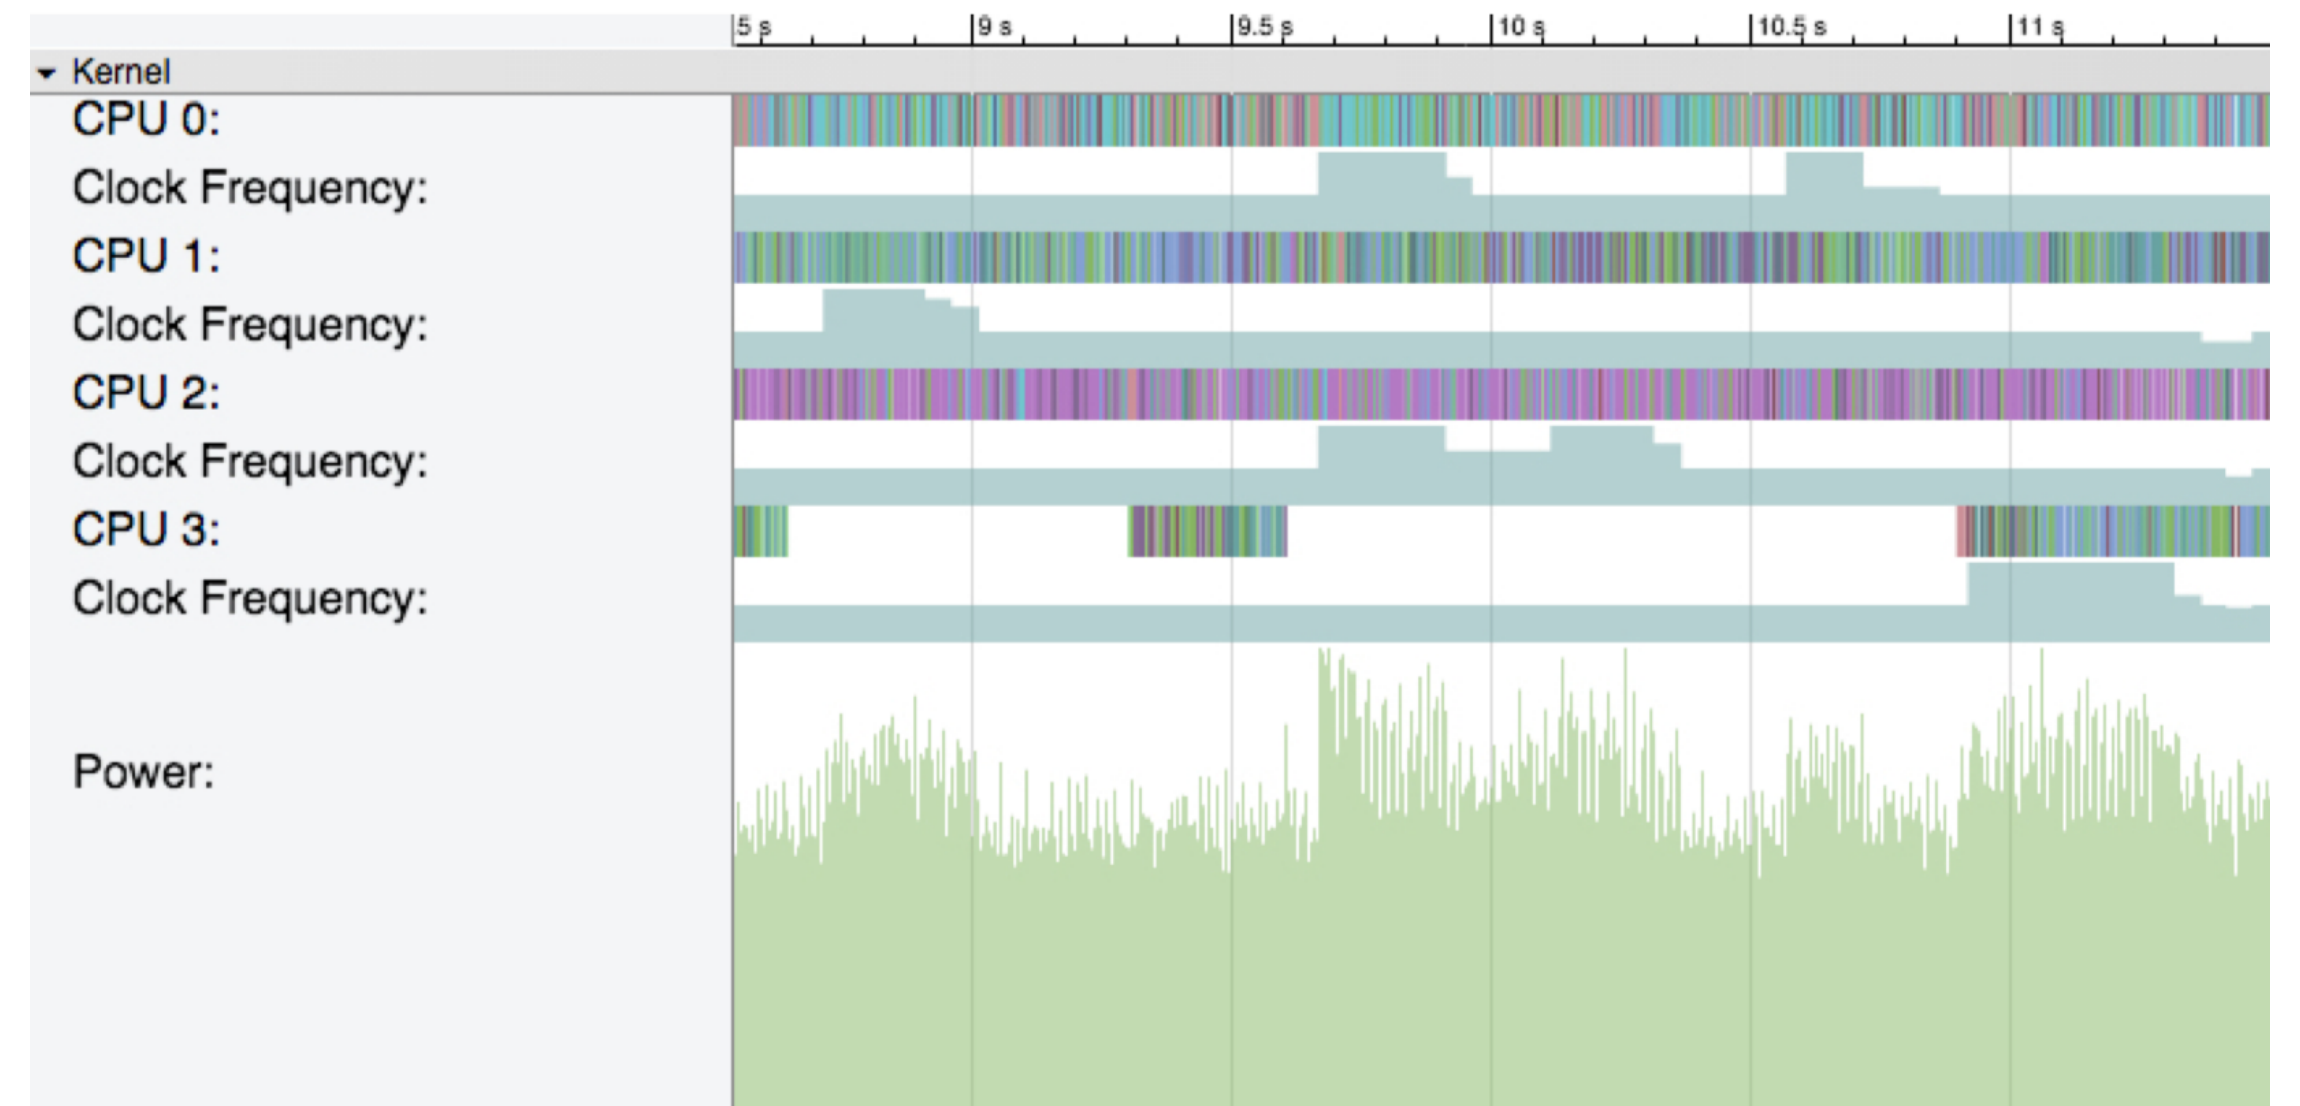 .5 s 9 s 9.5 s 10 s 10.5 s 11 s
Kernel
CPU 0:
Clock Frequency:
CPU 1:
Clock Frequency:
CPU 2:
Clock Frequency:
CPU 3:
Clock Frequency:
Power: